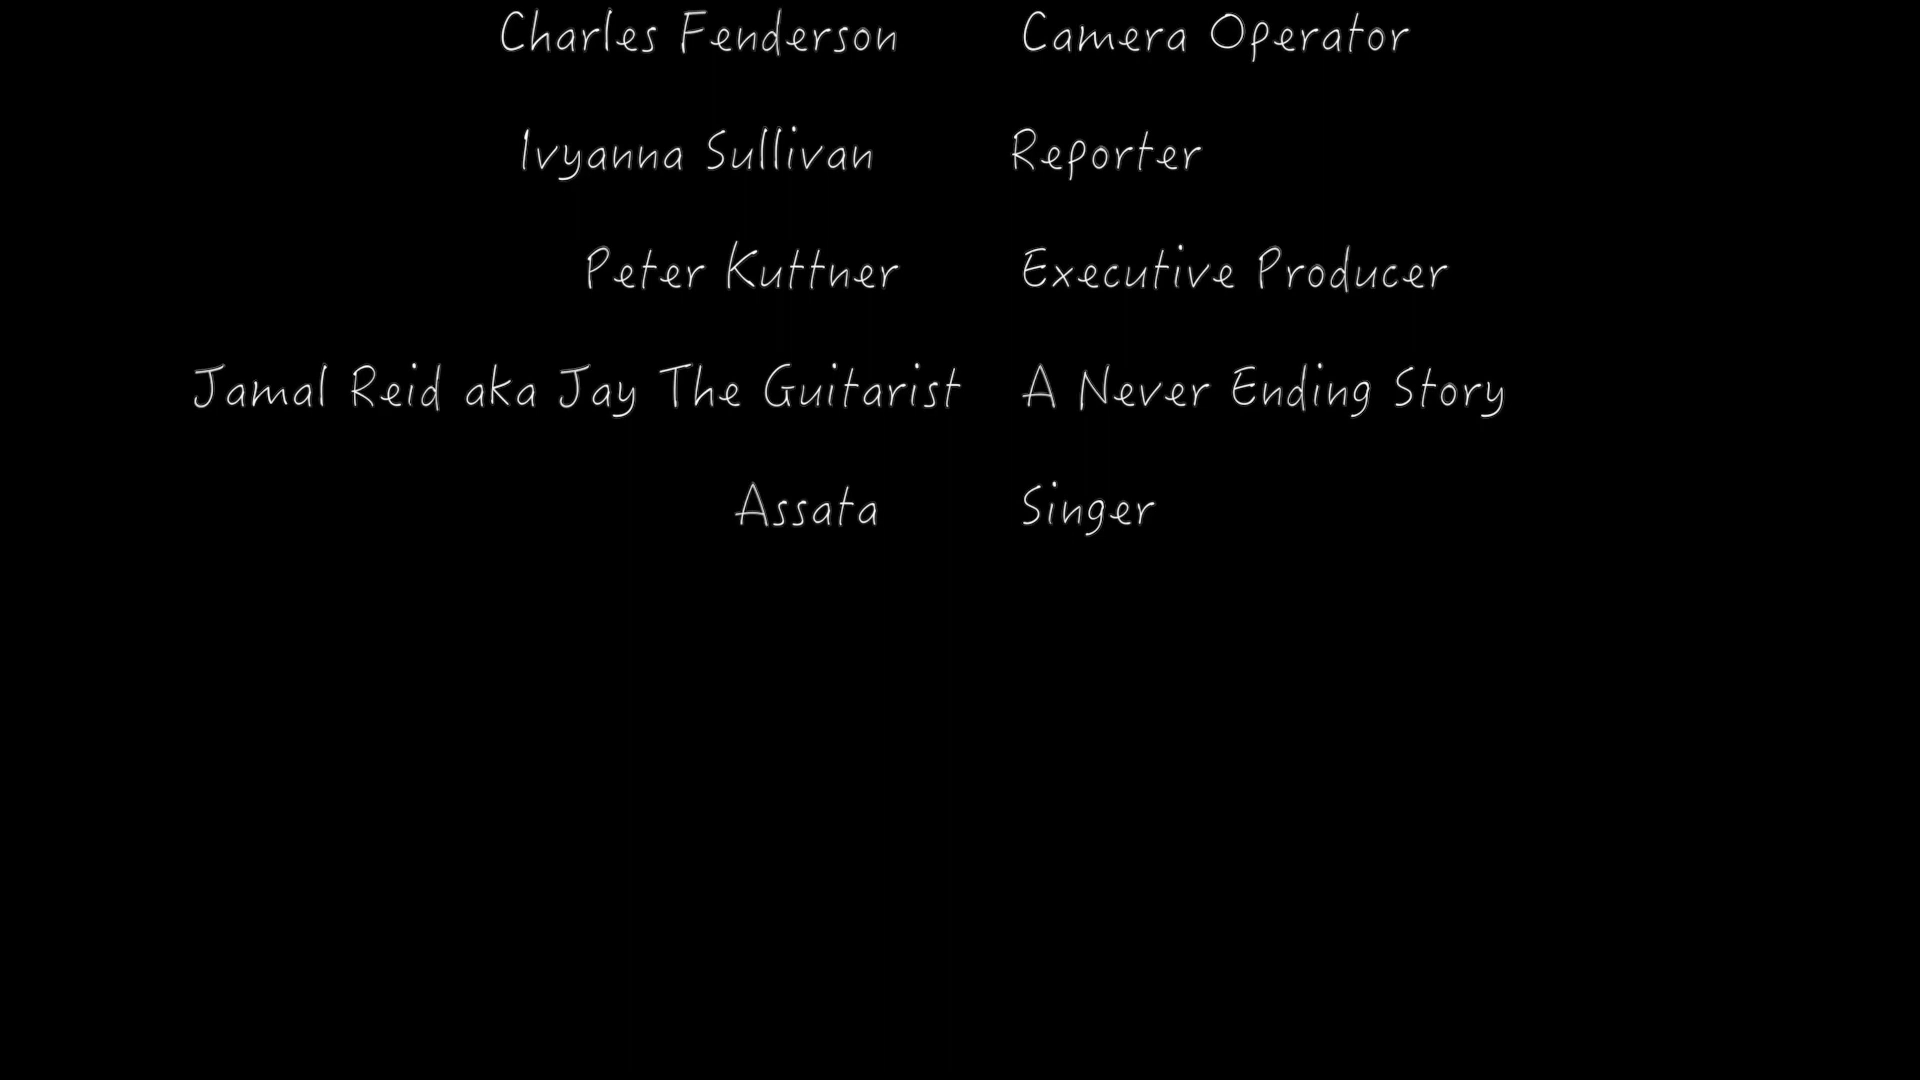 Charles Fenderson Camera Operator
Ivyanna Sullivan Reporter
Peter Kuttner Executive Producer
Jamal Reid aka Jay The Guitarist A Never Ending Story
Assata Singer